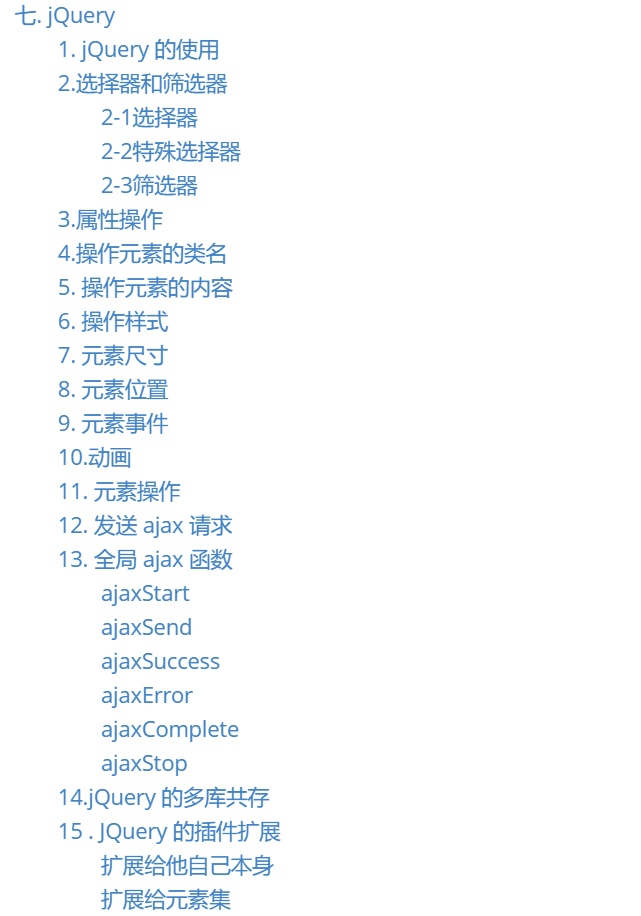 七. jQuery
1. jQuery 的使用
2.选择器和筛选器
2-1选择器
2-2特殊选择器
2-3筛选器
3.属性操作
4.操作元素的类名
5. 操作元素的内容
6. 操作样式
7. 元素尺寸
8. 元素位置
9. 元素事件
10.动画
11. 元素操作
12. 发送 ajax 请求
13. 全局 ajax 函数
ajaxStart
ajaxSend
ajaxSuccess
ajaxError
ajaxComplete
ajaxStop
14.jQuery 的多库共存
15 . JQuery 的插件扩展
扩展给他自己本身
扩展给元素集